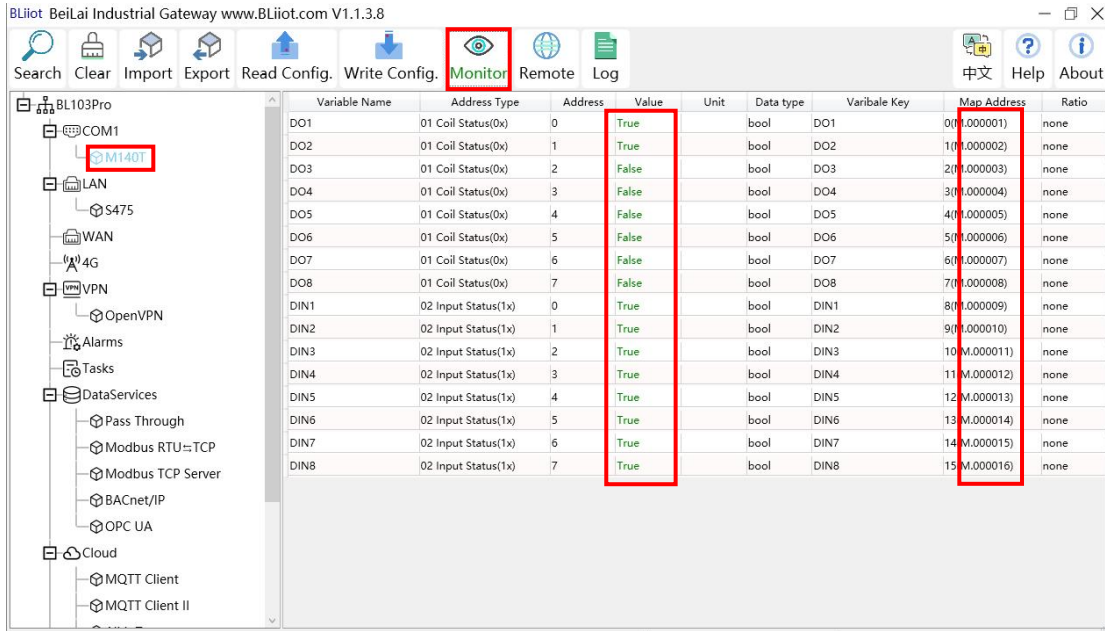 BLiiot BeiLai Industrial Gateway www.BLiiot.com V1.1.3.8
Search Clear Import Export Read Config. Write Config. Monitor Remote Log 中文 Help About
BL103Pro
COM1
M140T
LAN
S475
WAN
4G
VPN
VPN
OpenVPN
Alarms
Tasks
DataServices
Pass Through
Modbus RTU⇆TCP
Modbus TCP Server
BACnet/IP
OPC UA
Cloud
MQTT Client
MQTT Client II
Variable Name Address Type Address Value Unit Data type Varibale Key Map Address Ratio
DO1 01 Coil Status(0x) 0 True bool DO1 0(M.000001) none
DO2 01 Coil Status(0x) 1 True bool DO2 1(M.000002) none
DO3 01 Coil Status(0x) 2 False bool DO3 2(M.000003) none
DO4 01 Coil Status(0x) 3 False bool DO4 3(M.000004) none
DO5 01 Coil Status(0x) 4 False bool DO5 4(M.000005) none
DO6 01 Coil Status(0x) 5 False bool DO6 5(M.000006) none
DO7 01 Coil Status(0x) 6 False bool DO7 6(M.000007) none
DO8 01 Coil Status(0x) 7 False bool DO8 7(M.000008) none
DIN1 02 Input Status(1x) 0 True bool DIN1 8(M.000009) none
DIN2 02 Input Status(1x) 1 True bool DIN2 9(M.000010) none
DIN3 02 Input Status(1x) 2 True bool DIN3 10(M.000011) none
DIN4 02 Input Status(1x) 3 True bool DIN4 11(M.000012) none
DIN5 02 Input Status(1x) 4 True bool DIN5 12(M.000013) none
DIN6 02 Input Status(1x) 5 True bool DIN6 13(M.000014) none
DIN7 02 Input Status(1x) 6 True bool DIN7 14(M.000015) none
DIN8 02 Input Status(1x) 7 True bool DIN8 15(M.000016) none